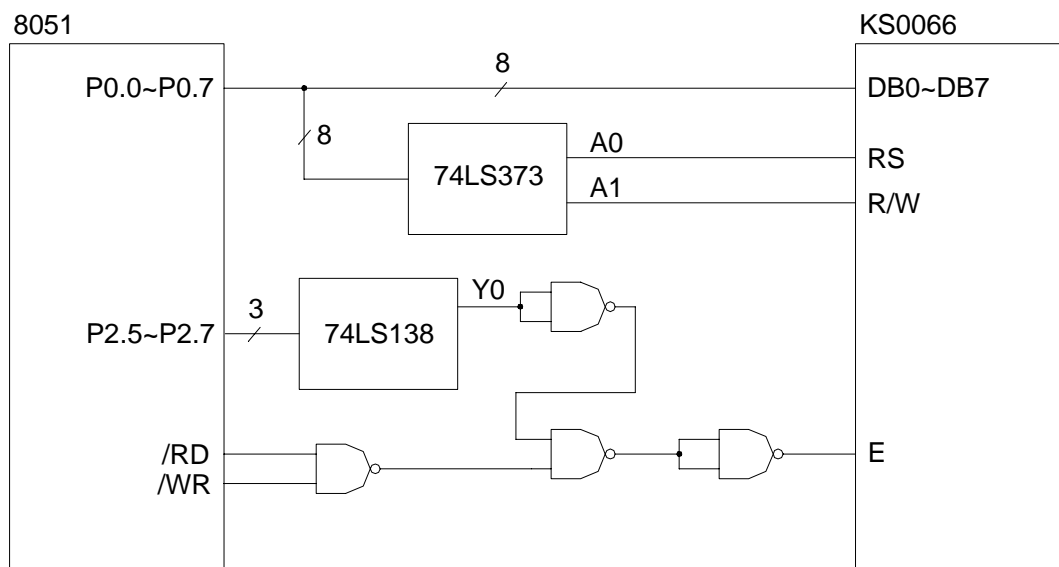 8051
KS0066
P0.0~P0.7
8
DB0~DB7
8
74LS373
A0
RS
A1
R/W
P2.5~P2.7
3
74LS138
Y0
/RD
/WR
E